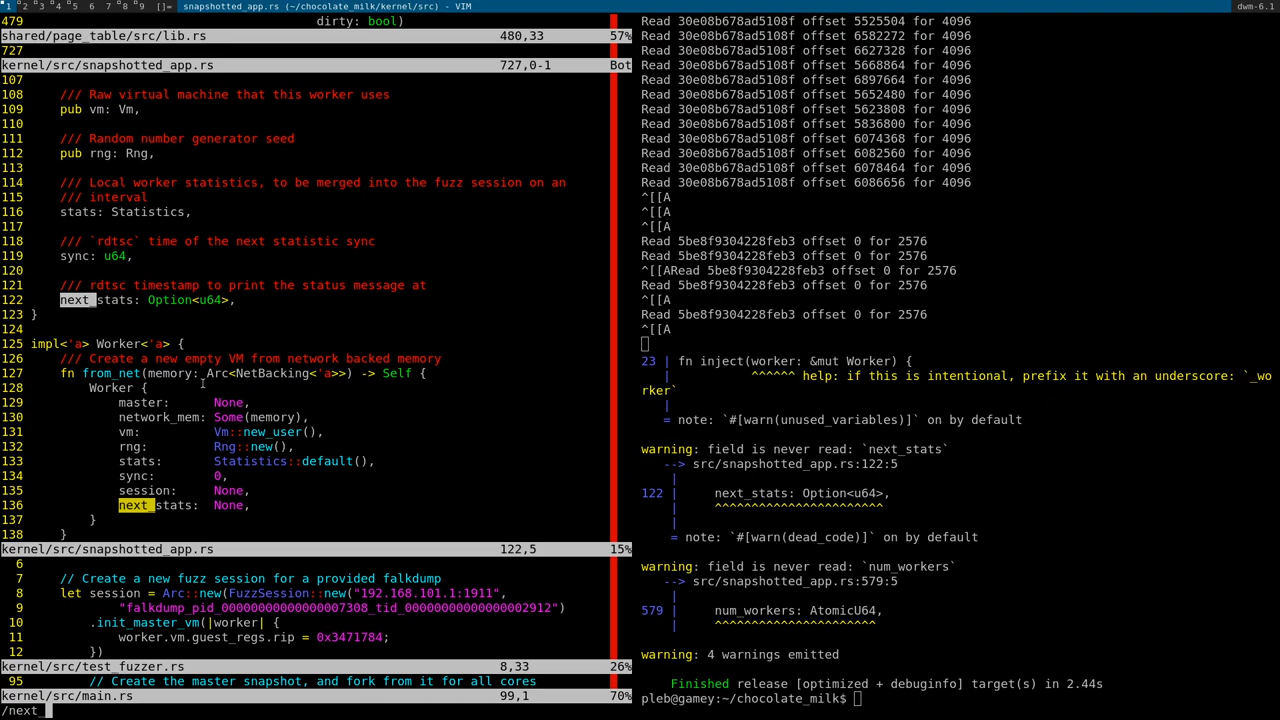 1 2 3 4 5 6 7 8 9 []= snapshotted_app.rs (~/chocolate_milk/kernel/src) - VIM dwm-6.1
479 dirty: bool)
shared/page_table/src/lib.rs 480,33 57%
727
kernel/src/snapshotted_app.rs 727,0-1 Bot
107
108 /// Raw virtual machine that this worker uses
109 pub vm: Vm,
110
111 /// Random number generator seed
112 pub rng: Rng,
113
114 /// Local worker statistics, to be merged into the fuzz session on an
115 /// interval
116 stats: Statistics,
117
118 /// `rdtsc` time of the next statistic sync
119 sync: u64,
120
121 /// rdtsc timestamp to print the status message at
122 next_stats: Option<u64>,
123 }
124
125 impl<'a> Worker<'a> {
126 /// Create a new empty VM from network backed memory
127 fn from_net(memory: Arc<NetBacking<'a>>) -> Self {
128 Worker {
129 master: None,
130 network_mem: Some(memory),
131 vm: Vm::new_user(),
132 rng: Rng::new(),
133 stats: Statistics::default(),
134 sync: 0,
135 session: None,
136 next_stats: None,
137 }
138 }
kernel/src/snapshotted_app.rs 122,5 15%
6
7 // Create a new fuzz session for a provided falkdump
8 let session = Arc::new(FuzzSession::new("192.168.101.1:1911",
9 "falkdump_pid_00000000000000007308_tid_00000000000000002912")
10 .init_master_vm(|worker| {
11 worker.vm.guest_regs.rip = 0x3471784;
12 })
kernel/src/test_fuzzer.rs 8,33 26%
95 // Create the master snapshot, and fork from it for all cores
kernel/src/main.rs 99,1 70%
/next_
Read 30e08b678ad5108f offset 5525504 for 4096
Read 30e08b678ad5108f offset 6582272 for 4096
Read 30e08b678ad5108f offset 6627328 for 4096
Read 30e08b678ad5108f offset 5668864 for 4096
Read 30e08b678ad5108f offset 6897664 for 4096
Read 30e08b678ad5108f offset 5652480 for 4096
Read 30e08b678ad5108f offset 5623808 for 4096
Read 30e08b678ad5108f offset 5836800 for 4096
Read 30e08b678ad5108f offset 6074368 for 4096
Read 30e08b678ad5108f offset 6082560 for 4096
Read 30e08b678ad5108f offset 6078464 for 4096
Read 30e08b678ad5108f offset 6086656 for 4096
^[[A
^[[A
^[[A
Read 5be8f9304228feb3 offset 0 for 2576
Read 5be8f9304228feb3 offset 0 for 2576
^[[ARead 5be8f9304228feb3 offset 0 for 2576
Read 5be8f9304228feb3 offset 0 for 2576
^[[A
Read 5be8f9304228feb3 offset 0 for 2576
^[[A
23 | fn inject(worker: &mut Worker) {
| ^^^^^^ help: if this is intentional, prefix it with an underscore: `_wo
rker`
|
= note: `#[warn(unused_variables)]` on by default
warning: field is never read: `next_stats`
--> src/snapshotted_app.rs:122:5
|
122 | next_stats: Option<u64>,
| ^^^^^^^^^^^^^^^^^^^^^^^
|
= note: `#[warn(dead_code)]` on by default
warning: field is never read: `num_workers`
--> src/snapshotted_app.rs:579:5
|
579 | num_workers: AtomicU64,
| ^^^^^^^^^^^^^^^^^^^^^^
warning: 4 warnings emitted
Finished release [optimized + debuginfo] target(s) in 2.44s
pleb@gamey:~/chocolate_milk$